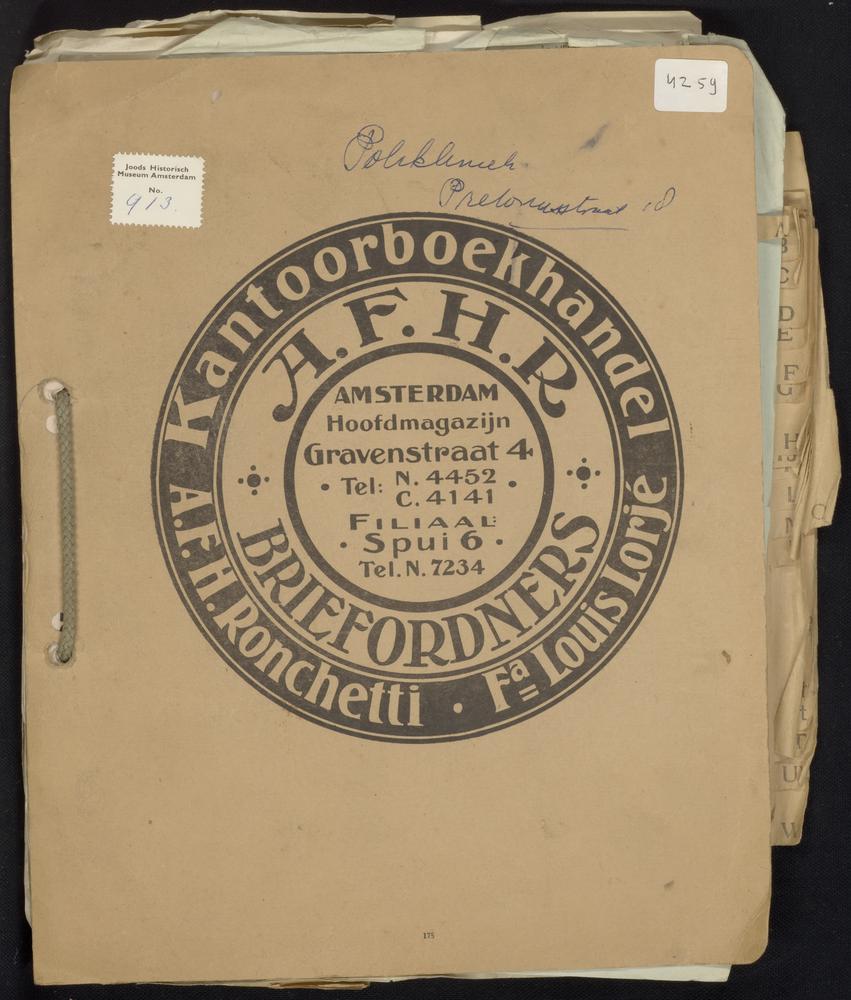 4259
Joods Historisch
Museum Amsterdam
No.
913.
Polikliniek
Pretoriusstraat 10
Kantoorboekhandel
A.F.H.R.
AMSTERDAM
Hoofdmagazijn
Gravenstraat 4
• Tel: N. 4452 •
C. 4141
FILIAAL:
• Spui 6 •
Tel. N. 7234
BRIEFORDNERS
A.F.H. Ronchetti • Fa Louis Lorjé
A
B
C
D
E
F
G
H
L
U
W
175